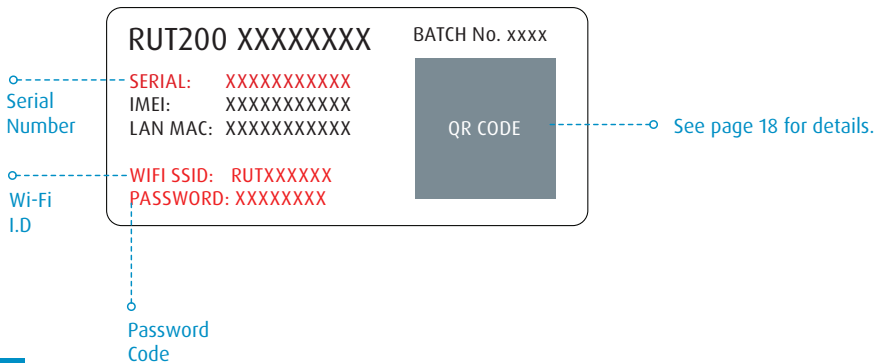 RUT200 XXXXXXXX
BATCH No. xxxx
SERIAL: XXXXXXXXXXX
IMEI: XXXXXXXXXXX
LAN MAC: XXXXXXXXXXX
WIFI SSID: RUTXXXXXX
PASSWORD: XXXXXXXX
QR CODE
See page 18 for details.
Serial
Number
Wi-Fi
I.D
Password
Code